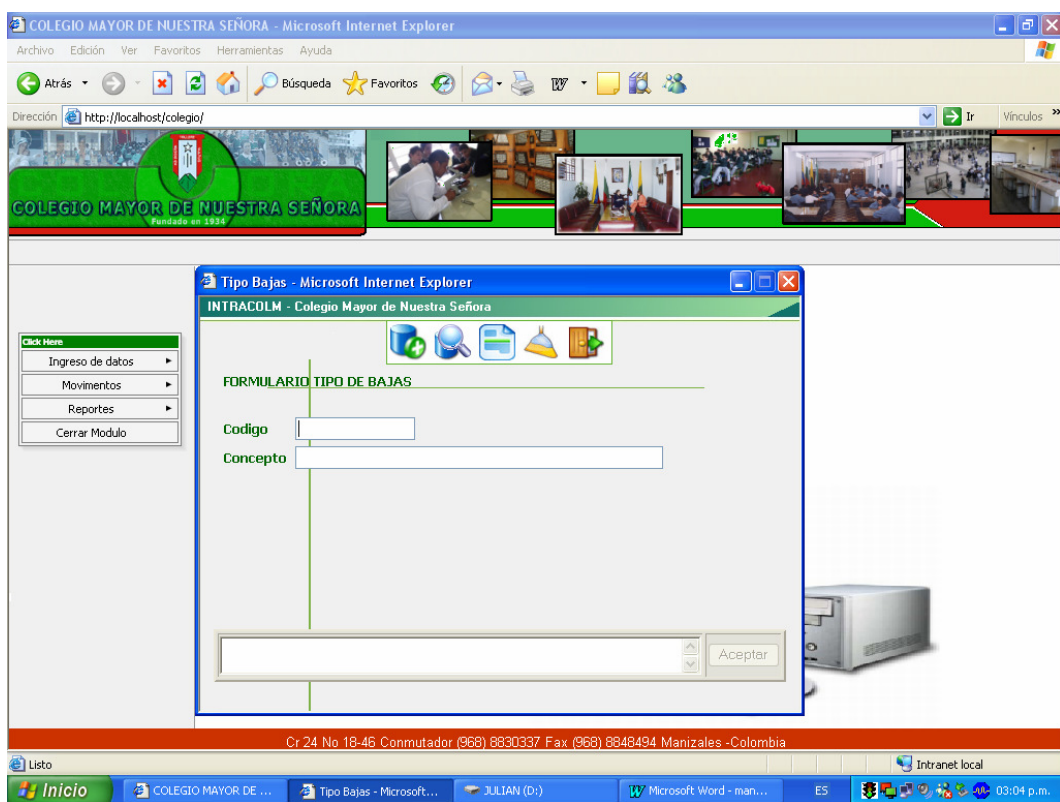 COLEGIO MAYOR DE NUESTRA SEÑORA - Microsoft Internet Explorer
Archivo Edición Ver Favoritos Herramientas Ayuda
Atrás Búsqueda Favoritos
Dirección http://localhost/colegio/ Ir Vínculos »
COLEGIO MAYOR DE NUESTRA SEÑORA
Fundado en 1934
Tipo Bajas - Microsoft Internet Explorer
INTRACOLM - Colegio Mayor de Nuestra Señora
Click Here
Ingreso de datos
Movimentos
Reportes
Cerrar Modulo
FORMULARIO TIPO DE BAJAS
Codigo
Concepto
Aceptar
Cr 24 No 18-46 Conmutador (968) 8830337 Fax (968) 8848494 Manizales -Colombia
Listo Intranet local
Inicio COLEGIO MAYOR DE ... Tipo Bajas - Microsoft... JULIAN (D:) Microsoft Word - man... ES 03:04 p.m.